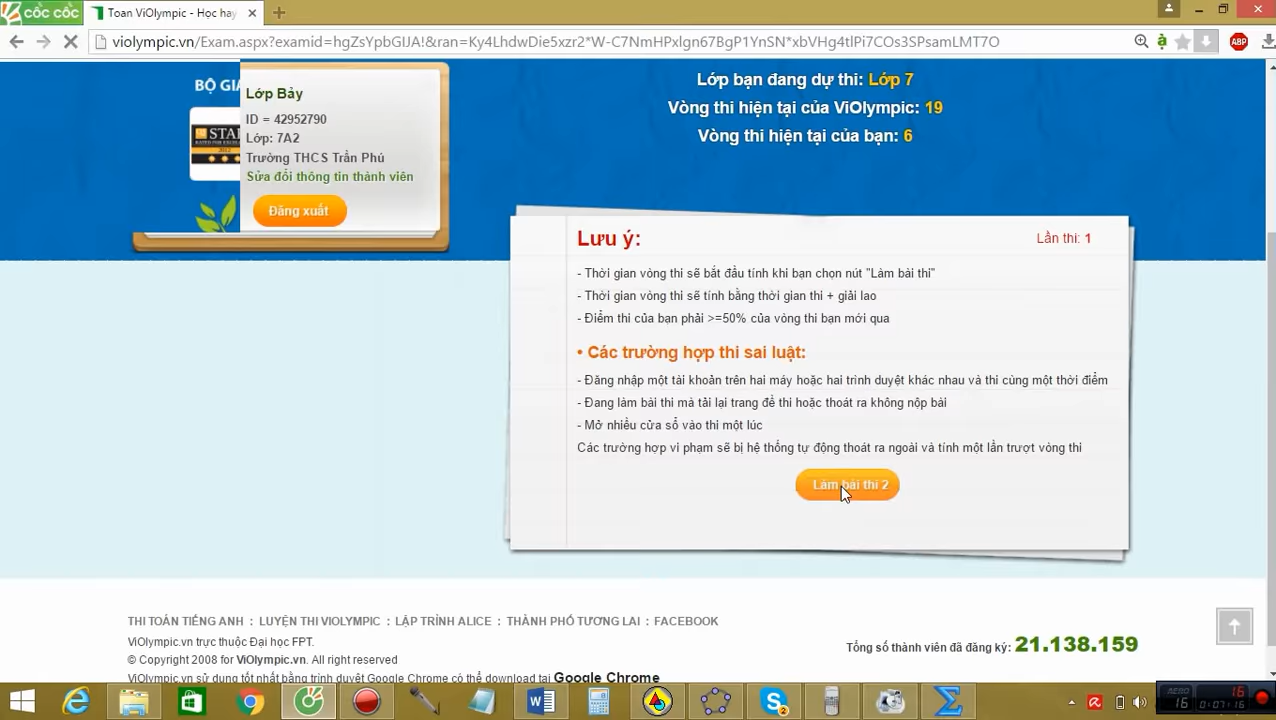 cốc cốc
Toan ViOlympic - Học hay
violympic.vn/Exam.aspx?examid=hgZsYpbGIJA!&ran=Ky4LhdwDie5xzr2*W-C7NmHPxlgn67BgP1YnSN*xbVHg4tlPi7COs3SPsamLMT7O
ABP
BỘ GIÁ
STA
Lớp Bảy
ID = 42952790
Lớp: 7A2
Trường THCS Trần Phú
Sửa đổi thông tin thành viên
Đăng xuất
Lớp bạn đang dự thi: Lớp 7
Vòng thi hiện tại của ViOlympic: 19
Vòng thi hiện tại của bạn: 6
Lưu ý:
Lần thi: 1
- Thời gian vòng thi sẽ bắt đầu tính khi bạn chọn nút "Làm bài thi"
- Thời gian vòng thi sẽ tính bằng thời gian thi + giải lao
- Điểm thi của bạn phải >=50% của vòng thi bạn mới qua
• Các trường hợp thi sai luật:
- Đăng nhập một tài khoản trên hai máy hoặc hai trình duyệt khác nhau và thi cùng một thời điểm
- Đang làm bài thi mà tải lại trang để thi hoặc thoát ra không nộp bài
- Mở nhiều cửa sổ vào thi một lúc
Các trường hợp vi phạm sẽ bị hệ thống tự động thoát ra ngoài và tính một lần trượt vòng thi
Làm bài thi 2
THI TOÁN TIẾNG ANH : LUYỆN THI VIOLYMPIC : LẬP TRÌNH ALICE : THÀNH PHỐ TƯƠNG LAI : FACEBOOK
ViOlympic.vn trực thuộc Đại học FPT.
© Copyright 2008 for ViOlympic.vn. All right reserved
ViOlympic.vn sử dụng tốt nhất bằng trình duyệt Google Chrome có thể download tại Google Chrome
Tổng số thành viên đã đăng ký: 21.138.159
16
16
0:07:16